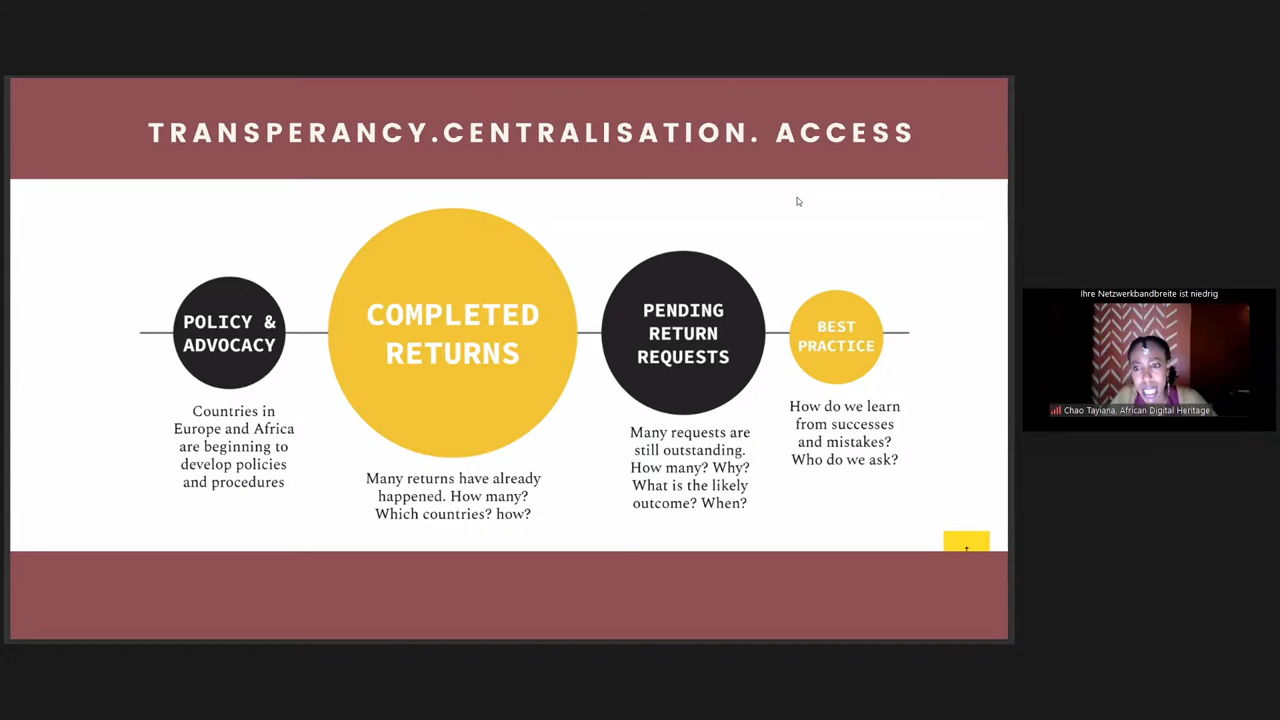 TRANSPERANCY.CENTRALISATION. ACCESS
POLICY &
ADVOCACY
Countries in
Europe and Africa
are beginning to
develop policies
and procedures
COMPLETED
RETURNS
Many returns have already
happened. How many?
Which countries? how?
PENDING
RETURN
REQUESTS
Many requests are
still outstanding.
How many? Why?
What is the likely
outcome? When?
BEST
PRACTICE
How do we learn
from successes
and mistakes?
Who do we ask?
Ihre Netzwerkbandbreite ist niedrig
Chao Tayiana. African Digital Heritage